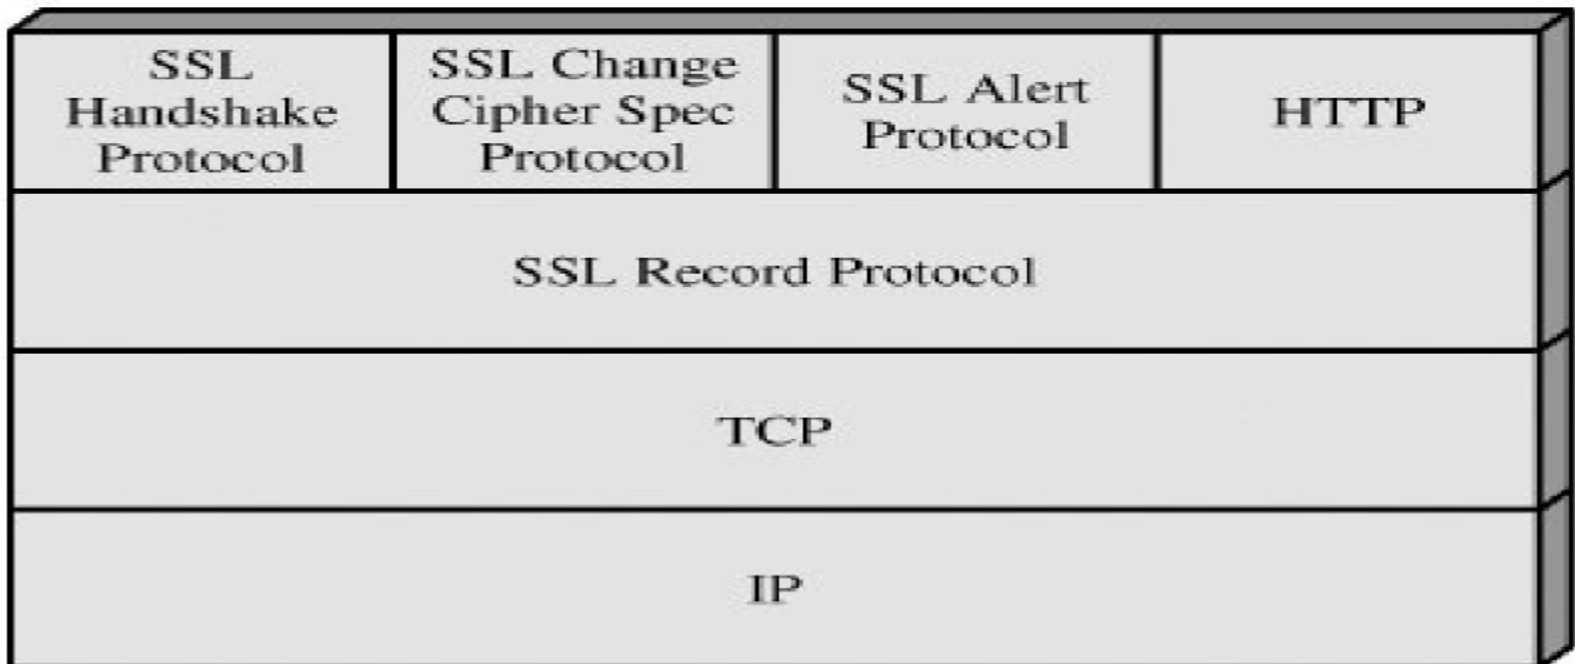 SSL
Handshake
Protocol
SSL Change
Cipher Spec
Protocol
SSL Alert
Protocol
HTTP
SSL Record Protocol
TCP
IP